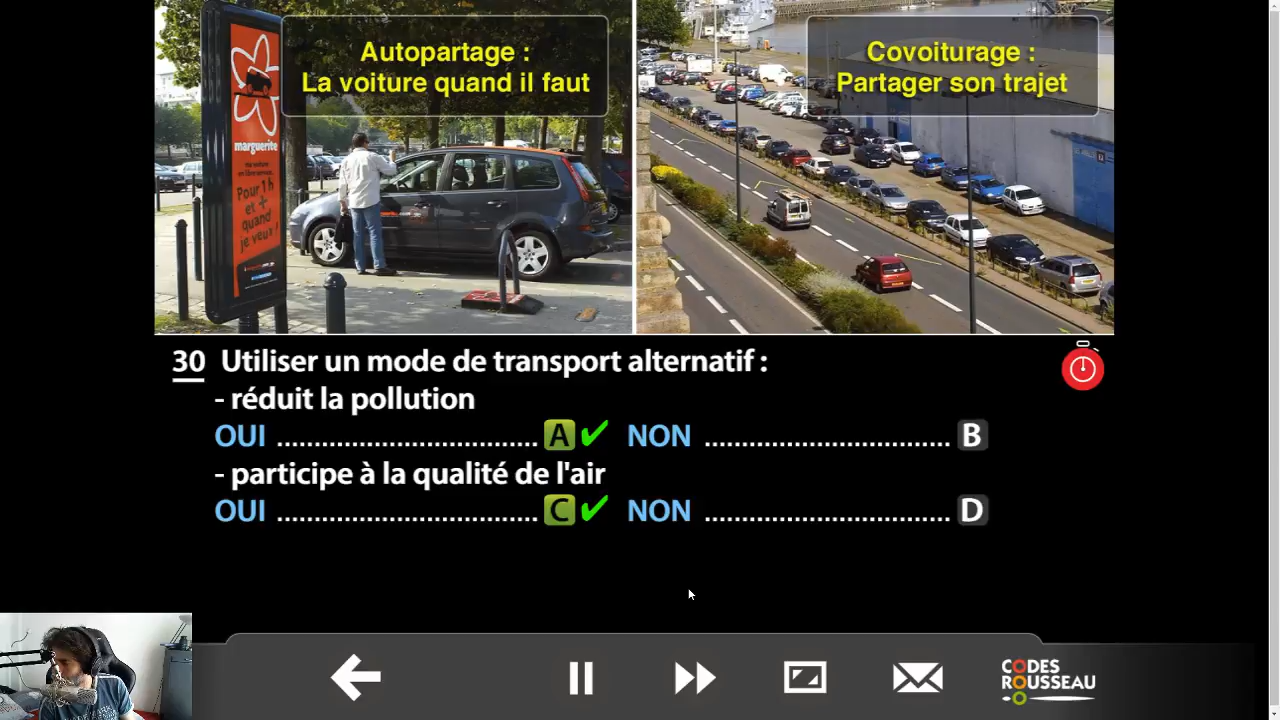 Autopartage :
La voiture quand il faut
Covoiturage :
Partager son trajet
marguerite
Pour 1 h
et +
quand
je veux !
30 Utiliser un mode de transport alternatif :
- réduit la pollution
OUI ................................... A ✔ NON ................................. B
- participe à la qualité de l'air
OUI ................................... C ✔ NON ................................. D
CODES
ROUSSEAU